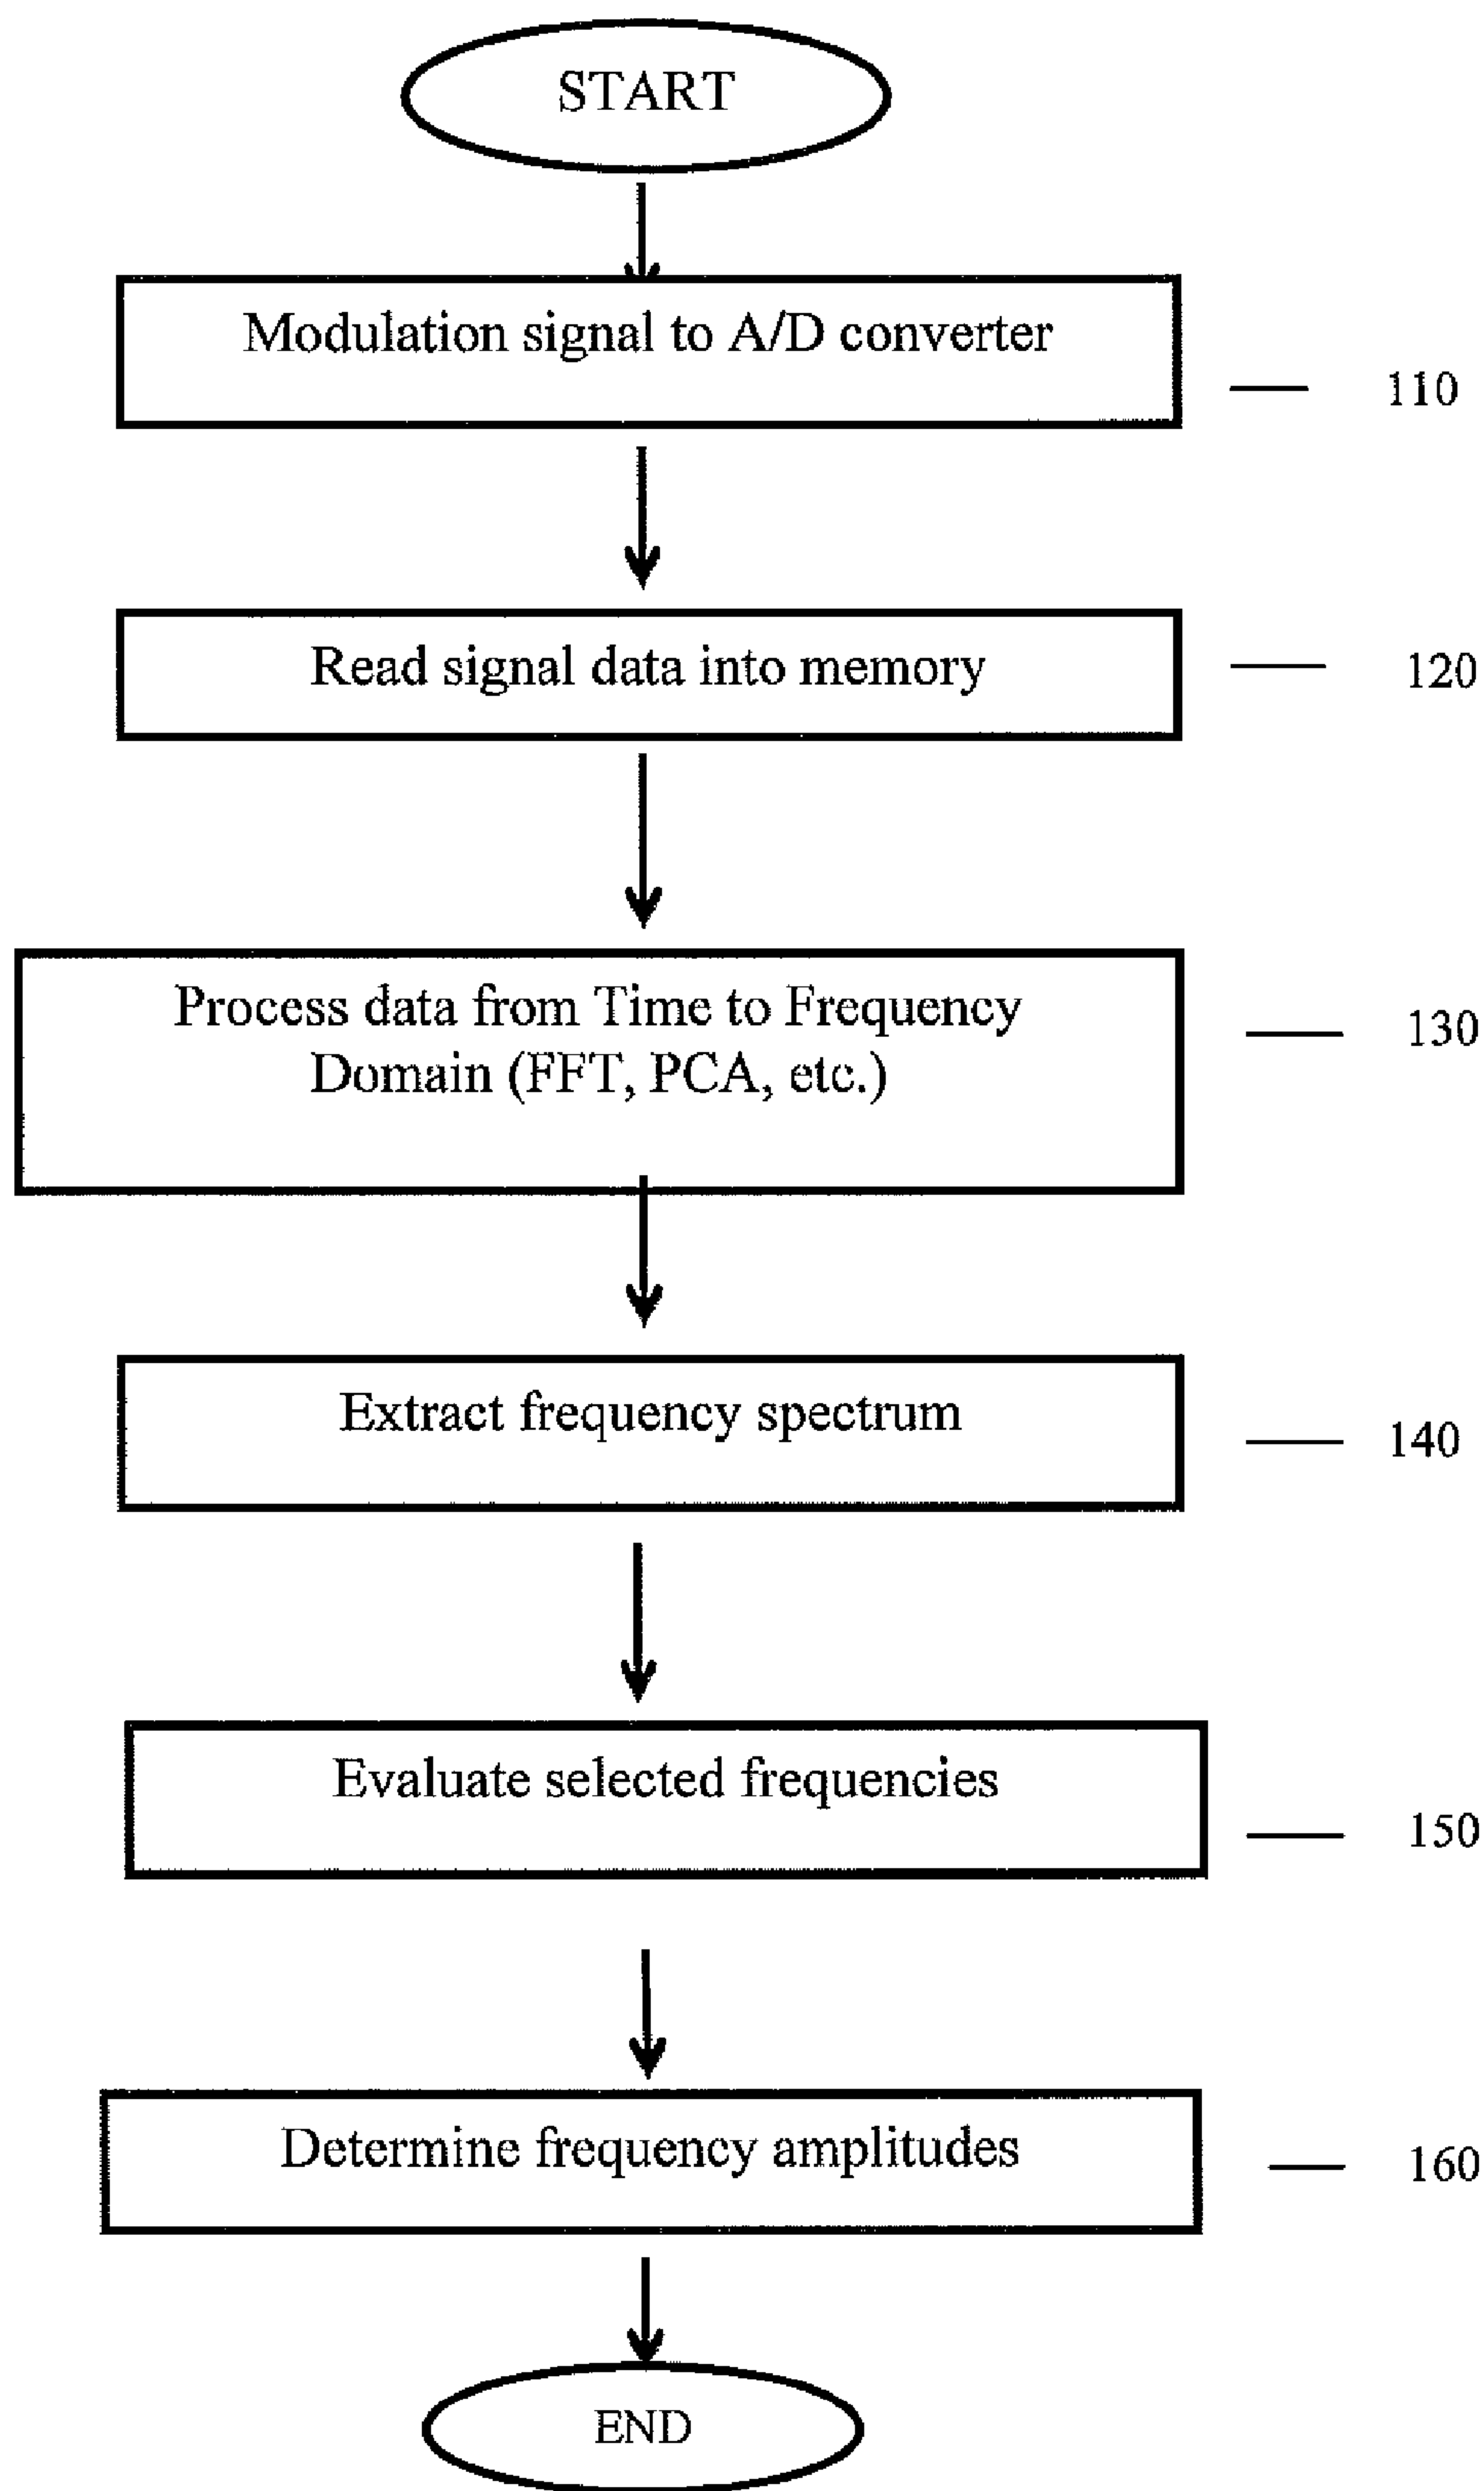 START
Modulation signal to A/D converter
110
Read signal data into memory
120
Process data from Time to Frequency
Domain (FFT, PCA, etc.)
130
Extract frequency spectrum
140
Evaluate selected frequencies
150
Determine frequency amplitudes
160
END